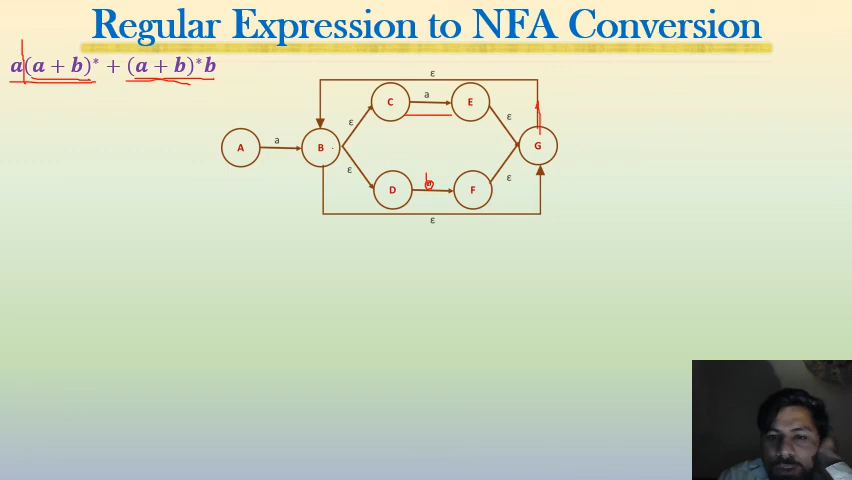 Regular Expression to NFA Conversion
a(a + b)* + (a + b)*b
ε
C a E
ε ε
A a B G
ε ε
D b F
ε